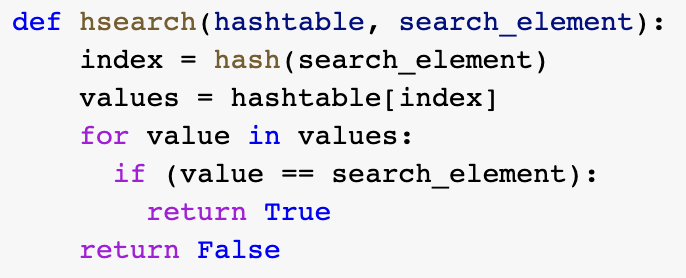 def hsearch(hashtable, search_element):
    index = hash(search_element)
    values = hashtable[index]
    for value in values:
      if (value == search_element):
        return True
    return False